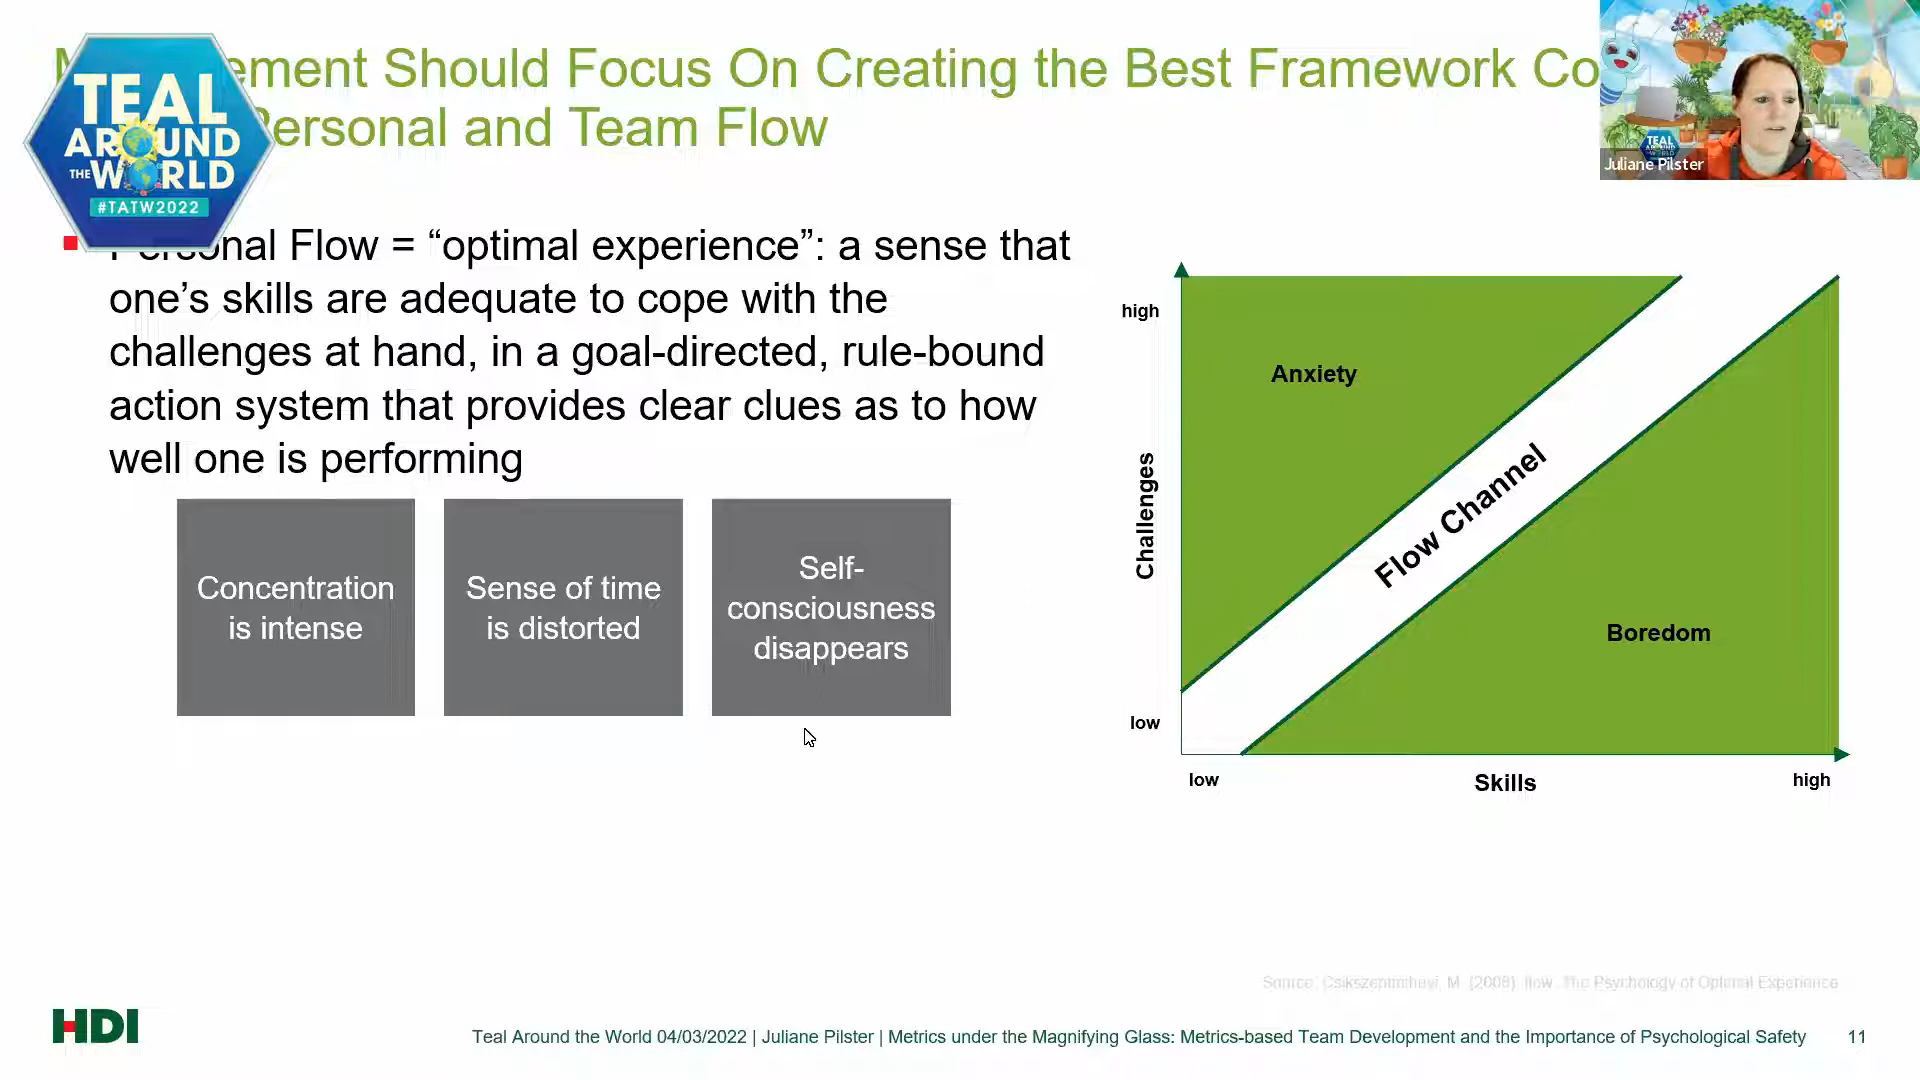 ement Should Focus On Creating the Best Framework Co
Personal and Team Flow
TEAL
AROUND
THE WORLD
#TATW2022
TEAL
AROUND
Juliane Pilster
Personal Flow = “optimal experience”: a sense that
one’s skills are adequate to cope with the
challenges at hand, in a goal-directed, rule-bound
action system that provides clear clues as to how
well one is performing
Concentration
is intense
Sense of time
is distorted
Self-
consciousness
disappears
high
Anxiety
Challenges
Flow Channel
Boredom
low
low
Skills
high
Source: Csikszentmihalyi, M. (2008): flow. The Psychology of Optimal Experience
HDI
Teal Around the World 04/03/2022 | Juliane Pilster | Metrics under the Magnifying Glass: Metrics-based Team Development and the Importance of Psychological Safety
11